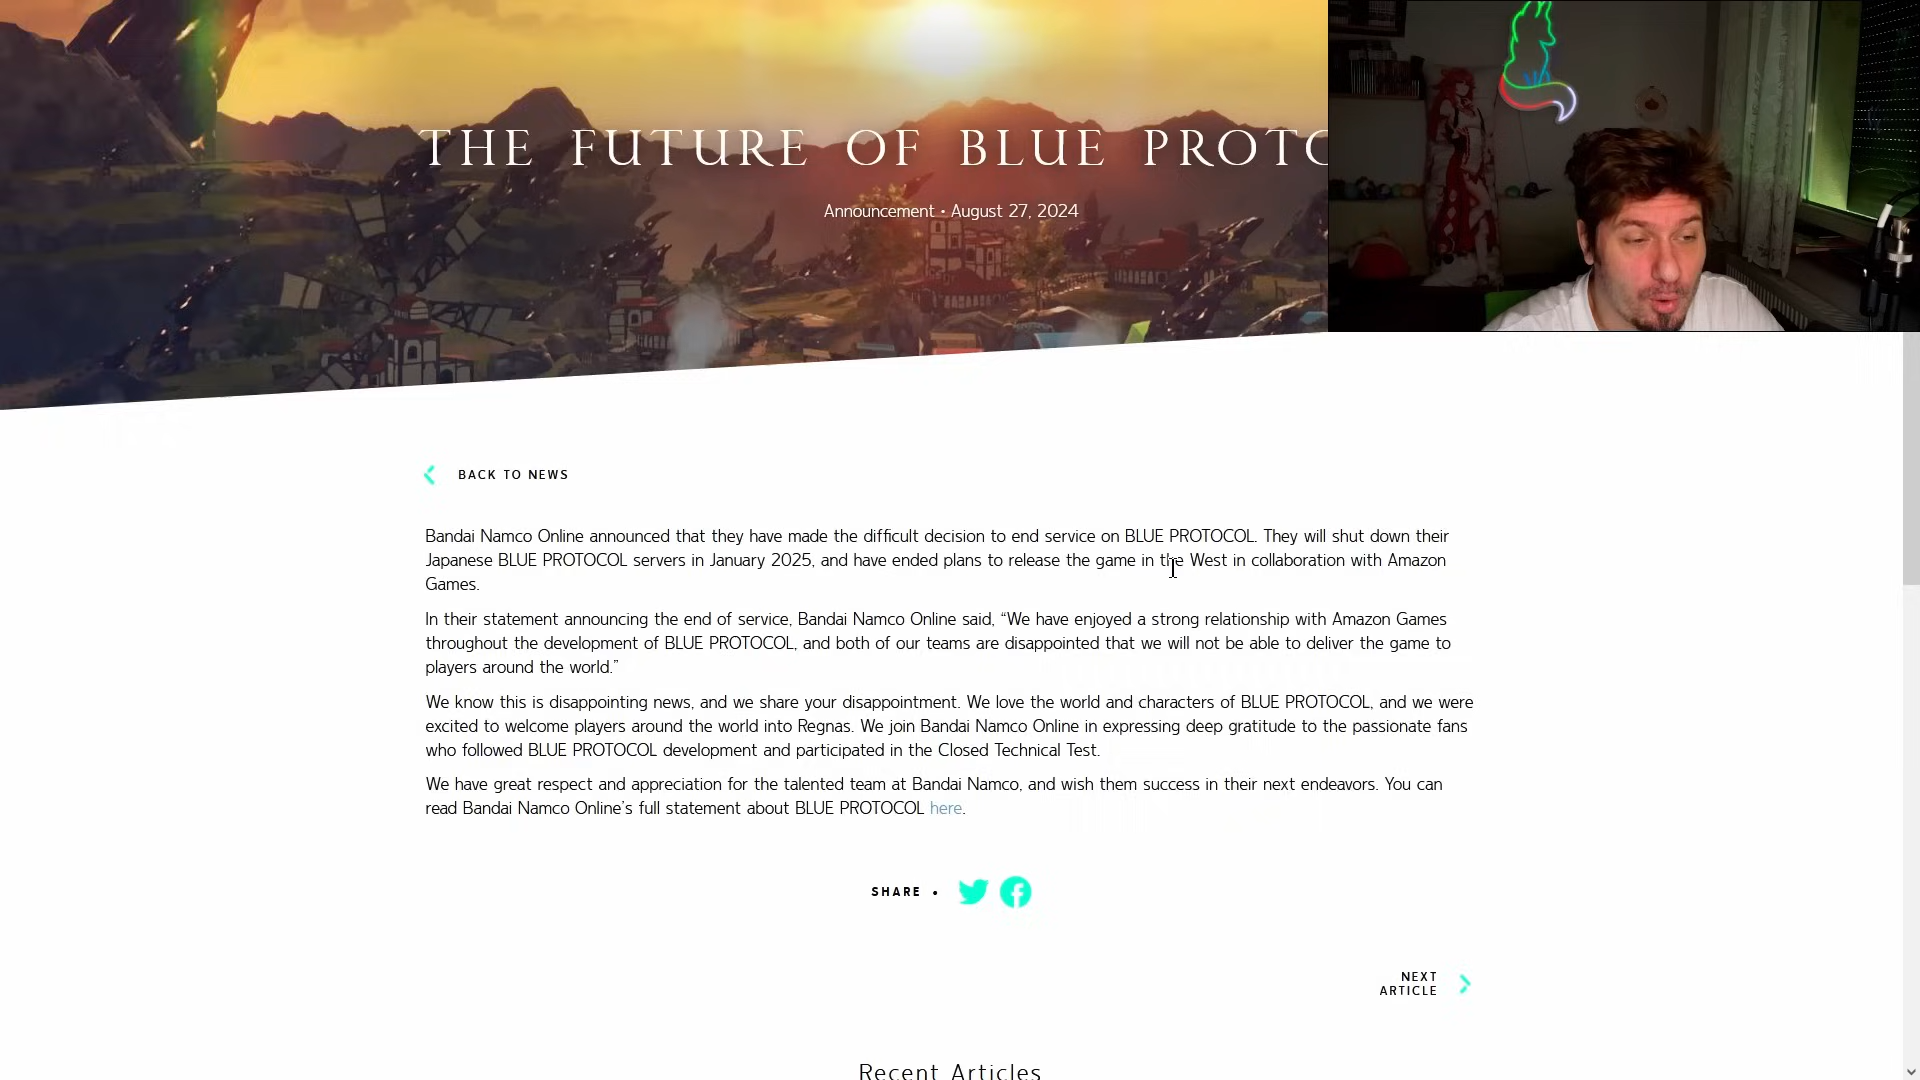 THE FUTURE OF BLUE PROTO
Announcement • August 27, 2024
BACK TO NEWS
Bandai Namco Online announced that they have made the difficult decision to end service on BLUE PROTOCOL. They will shut down their
Japanese BLUE PROTOCOL servers in January 2025, and have ended plans to release the game in the West in collaboration with Amazon
Games.
In their statement announcing the end of service, Bandai Namco Online said, “We have enjoyed a strong relationship with Amazon Games
throughout the development of BLUE PROTOCOL, and both of our teams are disappointed that we will not be able to deliver the game to
players around the world.”
We know this is disappointing news, and we share your disappointment. We love the world and characters of BLUE PROTOCOL, and we were
excited to welcome players around the world into Regnas. We join Bandai Namco Online in expressing deep gratitude to the passionate fans
who followed BLUE PROTOCOL development and participated in the Closed Technical Test.
We have great respect and appreciation for the talented team at Bandai Namco, and wish them success in their next endeavors. You can
read Bandai Namco Online’s full statement about BLUE PROTOCOL here.
SHARE •
NEXT
ARTICLE
Recent Articles